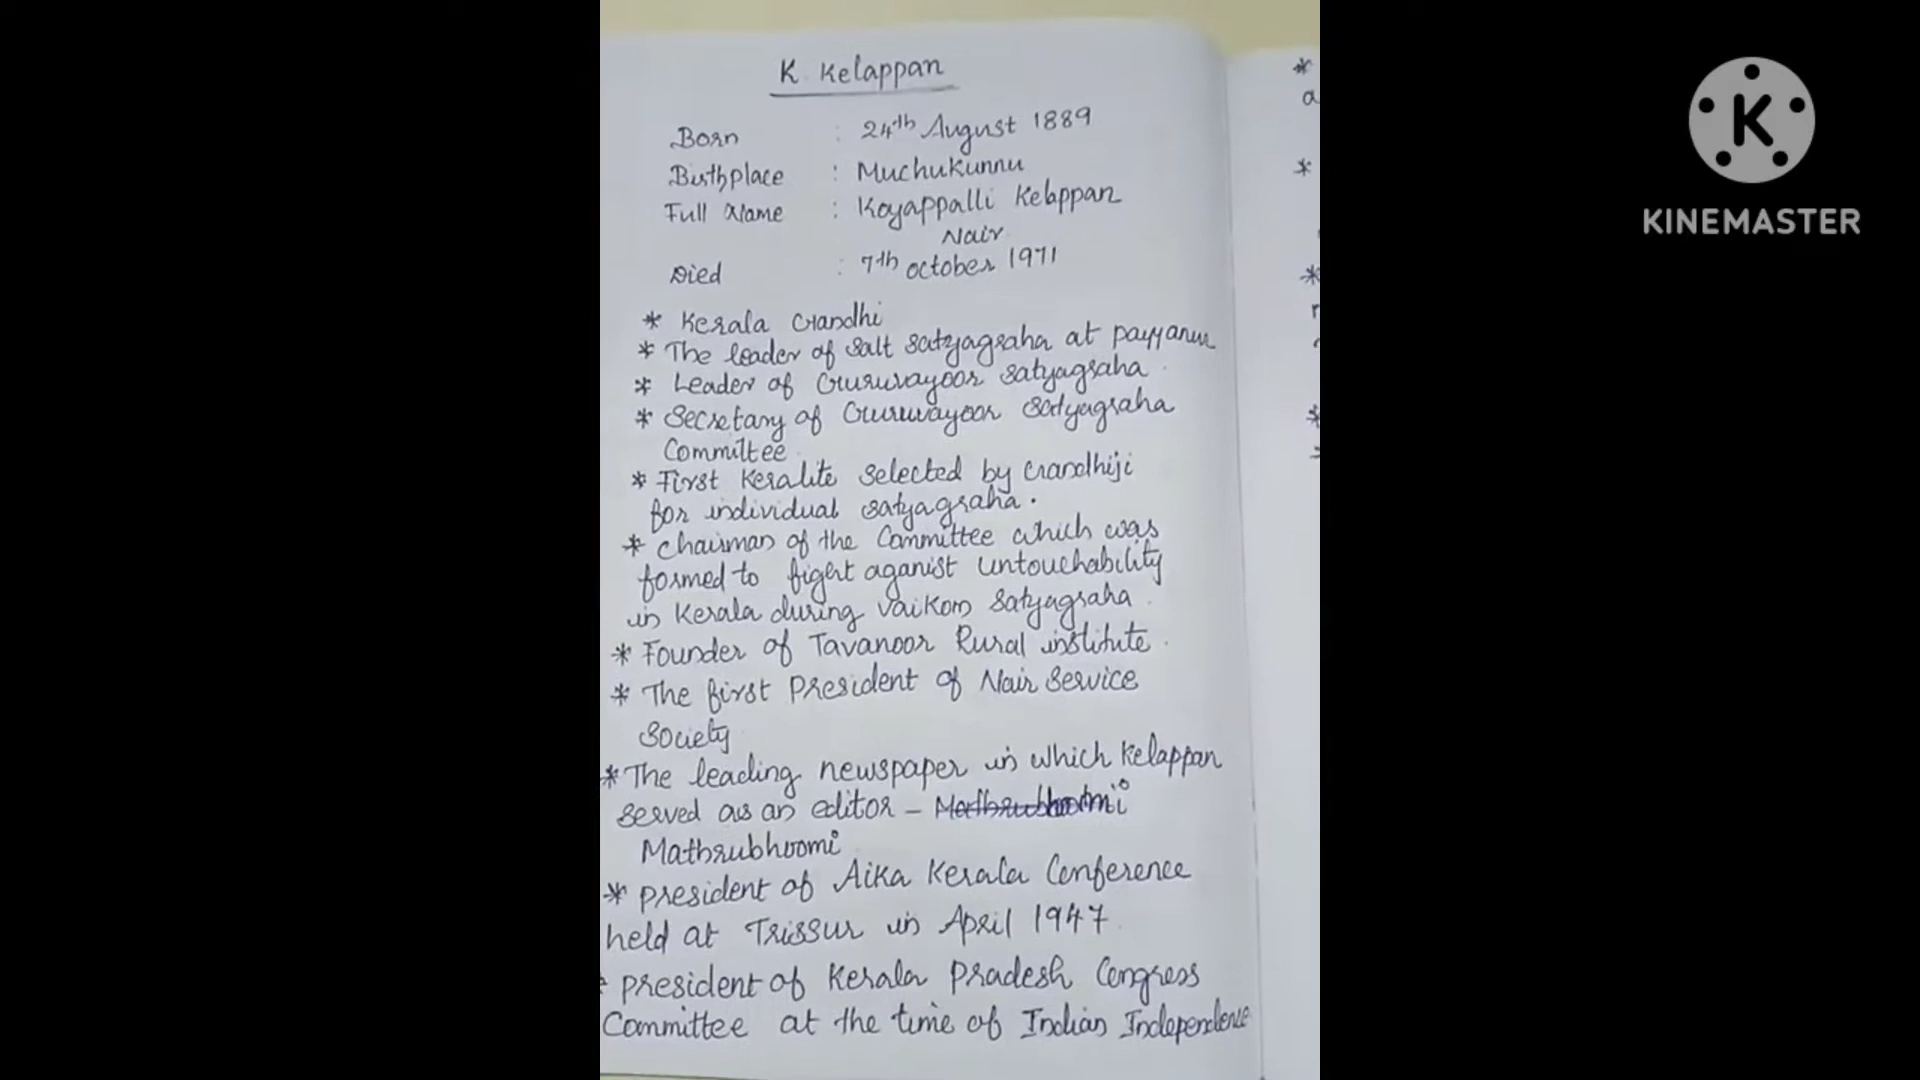 K Kelappan
Born : 24th August 1889
Birthplace : Muchukunnu
Full Name : Koyappalli Kelappan
Nair
Died : 7th October 1971
* Kerala Gandhi
* The leader of Salt Satyagraha at Payyanur
* Leader of Guruvayoor Satyagraha
* Secretary of Guruvayoor Satyagraha
Committee
* First Keralite selected by Gandhiji
for individual Satyagraha.
* Chairman of the Committee which was
formed to fight aganist untouchability
in Kerala during Vaikom Satyagraha
* Founder of Tavanoor Rural institute.
* The first President of Nair Service
Society
* The leading newspaper in which Kelappan
served as an editor –
Mathrubhoomi
* President of Aika Kerala Conference
held at Trissur in April 1947
* President of Kerala Pradesh Congress
Committee at the time of Indian Independence
K
KINEMASTER